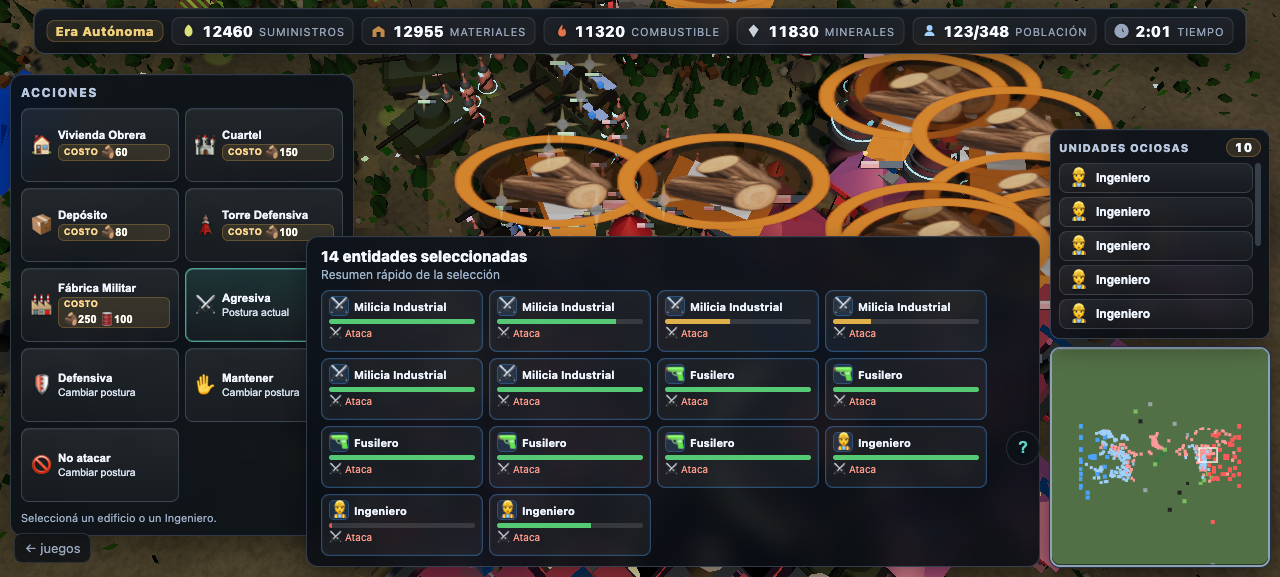 Era Autónoma
12460 SUMINISTROS
12955 MATERIALES
11320 COMBUSTIBLE
11830 MINERALES
123/348 POBLACIÓN
2:01 TIEMPO
ACCIONES
Vivienda Obrera
COSTO 60
Cuartel
COSTO 150
Depósito
COSTO 80
Torre Defensiva
COSTO 100
Fábrica Militar
COSTO
250 100
Agresiva
Postura actual
Defensiva
Cambiar postura
Mantener
Cambiar postura
No atacar
Cambiar postura
Seleccioná un edificio o un Ingeniero.
← juegos
14 entidades seleccionadas
Resumen rápido de la selección
Milicia Industrial
Ataca
Milicia Industrial
Ataca
Milicia Industrial
Ataca
Milicia Industrial
Ataca
Milicia Industrial
Ataca
Milicia Industrial
Ataca
Fusilero
Ataca
Fusilero
Ataca
Fusilero
Ataca
Fusilero
Ataca
Fusilero
Ataca
Ingeniero
Ataca
Ingeniero
Ataca
Ingeniero
Ataca
?
UNIDADES OCIOSAS 10
Ingeniero
Ingeniero
Ingeniero
Ingeniero
Ingeniero